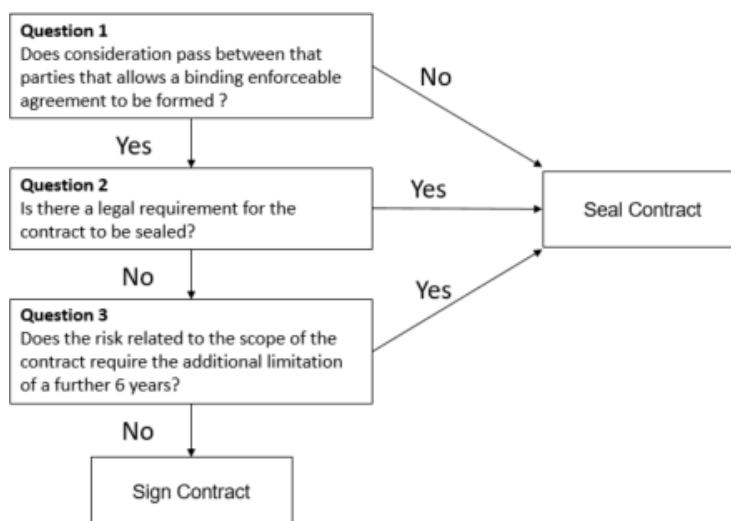 Question 1
Does consideration pass between that
parties that allows a binding enforceable
agreement to be formed ?
No
Yes
Question 2
Is there a legal requirement for the
contract to be sealed?
Yes
Seal Contract
No
Question 3
Does the risk related to the scope of the
contract require the additional limitation
of a further 6 years?
Yes
No
Sign Contract